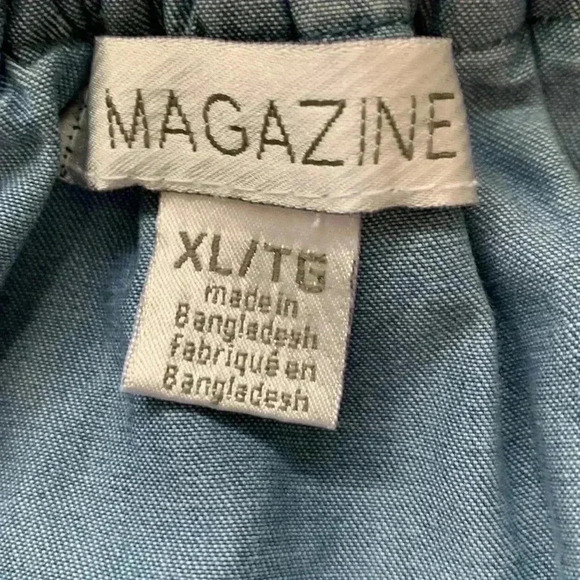 MAGAZINE
XL/TG
made in
Bangladesh
Fabriqué en
Bangladesh